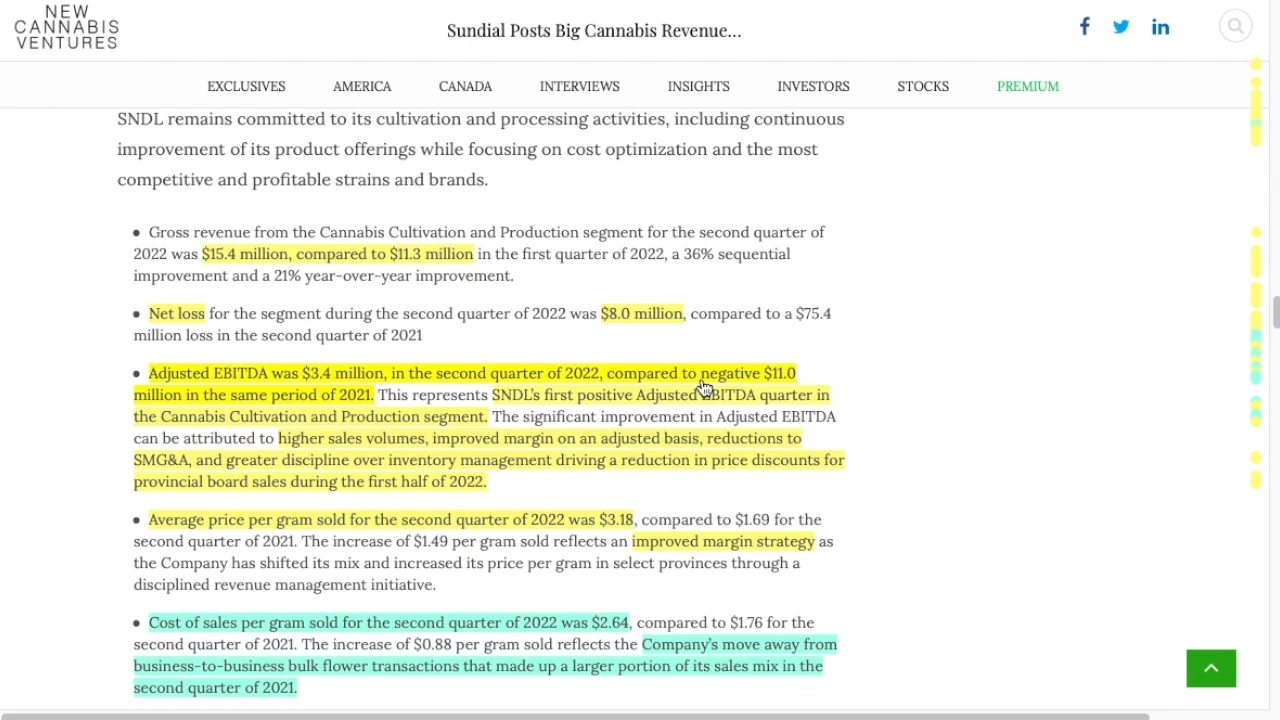 NEW
CANNABIS
VENTURES
Sundial Posts Big Cannabis Revenue...
EXCLUSIVES AMERICA CANADA INTERVIEWS INSIGHTS INVESTORS STOCKS PREMIUM
SNDL remains committed to its cultivation and processing activities, including continuous
improvement of its product offerings while focusing on cost optimization and the most
competitive and profitable strains and brands.
• Gross revenue from the Cannabis Cultivation and Production segment for the second quarter of
2022 was $15.4 million, compared to $11.3 million in the first quarter of 2022, a 36% sequential
improvement and a 21% year-over-year improvement.
• Net loss for the segment during the second quarter of 2022 was $8.0 million, compared to a $75.4
million loss in the second quarter of 2021
• Adjusted EBITDA was $3.4 million, in the second quarter of 2022, compared to negative $11.0
million in the same period of 2021. This represents SNDL's first positive Adjusted EBITDA quarter in
the Cannabis Cultivation and Production segment. The significant improvement in Adjusted EBITDA
can be attributed to higher sales volumes, improved margin on an adjusted basis, reductions to
SMG&A, and greater discipline over inventory management driving a reduction in price discounts for
provincial board sales during the first half of 2022.
• Average price per gram sold for the second quarter of 2022 was $3.18, compared to $1.69 for the
second quarter of 2021. The increase of $1.49 per gram sold reflects an improved margin strategy as
the Company has shifted its mix and increased its price per gram in select provinces through a
disciplined revenue management initiative.
• Cost of sales per gram sold for the second quarter of 2022 was $2.64, compared to $1.76 for the
second quarter of 2021. The increase of $0.88 per gram sold reflects the Company's move away from
business-to-business bulk flower transactions that made up a larger portion of its sales mix in the
second quarter of 2021.